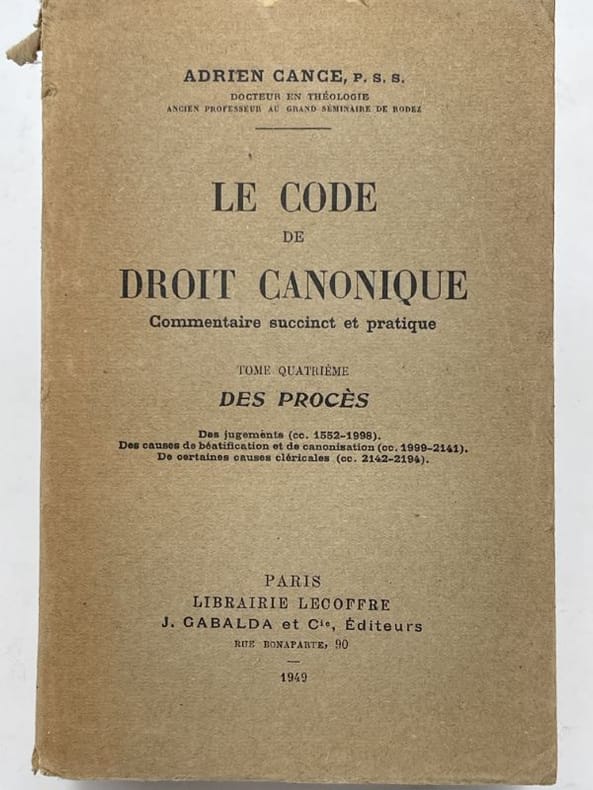 ADRIEN CANCE, P. S. S.
DOCTEUR EN THÉOLOGIE
ANCIEN PROFESSEUR AU GRAND SÉMINAIRE DE RODEZ
LE CODE
DE
DROIT CANONIQUE
Commentaire succinct et pratique
TOME QUATRIÈME
DES PROCÈS
Des jugements (cc. 1552-1998).
Des causes de béatification et de canonisation (cc. 1999-2141).
De certaines causes cléricales (cc. 2142-2194).
PARIS
LIBRAIRIE LECOFFRE
J. GABALDA et Cie, Éditeurs
RUE BONAPARTE, 90
1949